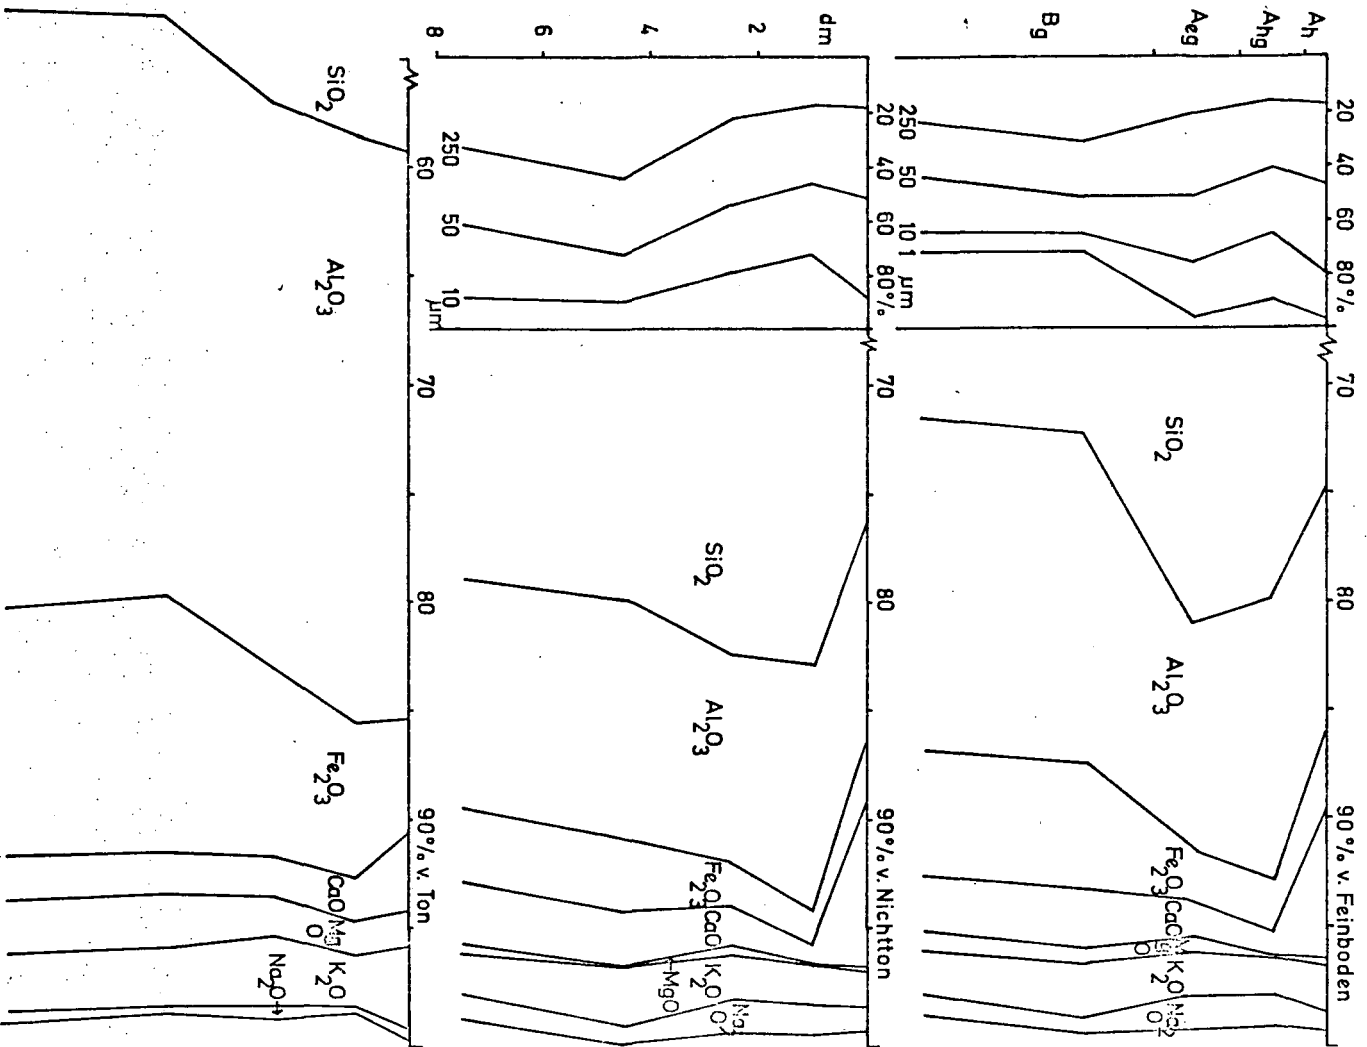 Ah
Ahg
Aeg
Bg
20 40 60 80%
70 80 90% v. Feinboden
250 50 10 1 µm
SiO2
Al2O3
Fe2O3
CaO
MgO
K2O
Na2O
dm
2
4
6
8
20 40 60 80%
70 80 90% v. Nichtton
250 50 10 µm
SiO2
Al2O3
Fe2O3
CaO
K2O
MgO
Na2O
60 70 80 90% v. Ton
SiO2
Al2O3
Fe2O3
CaO
MgO
K2O
Na2O